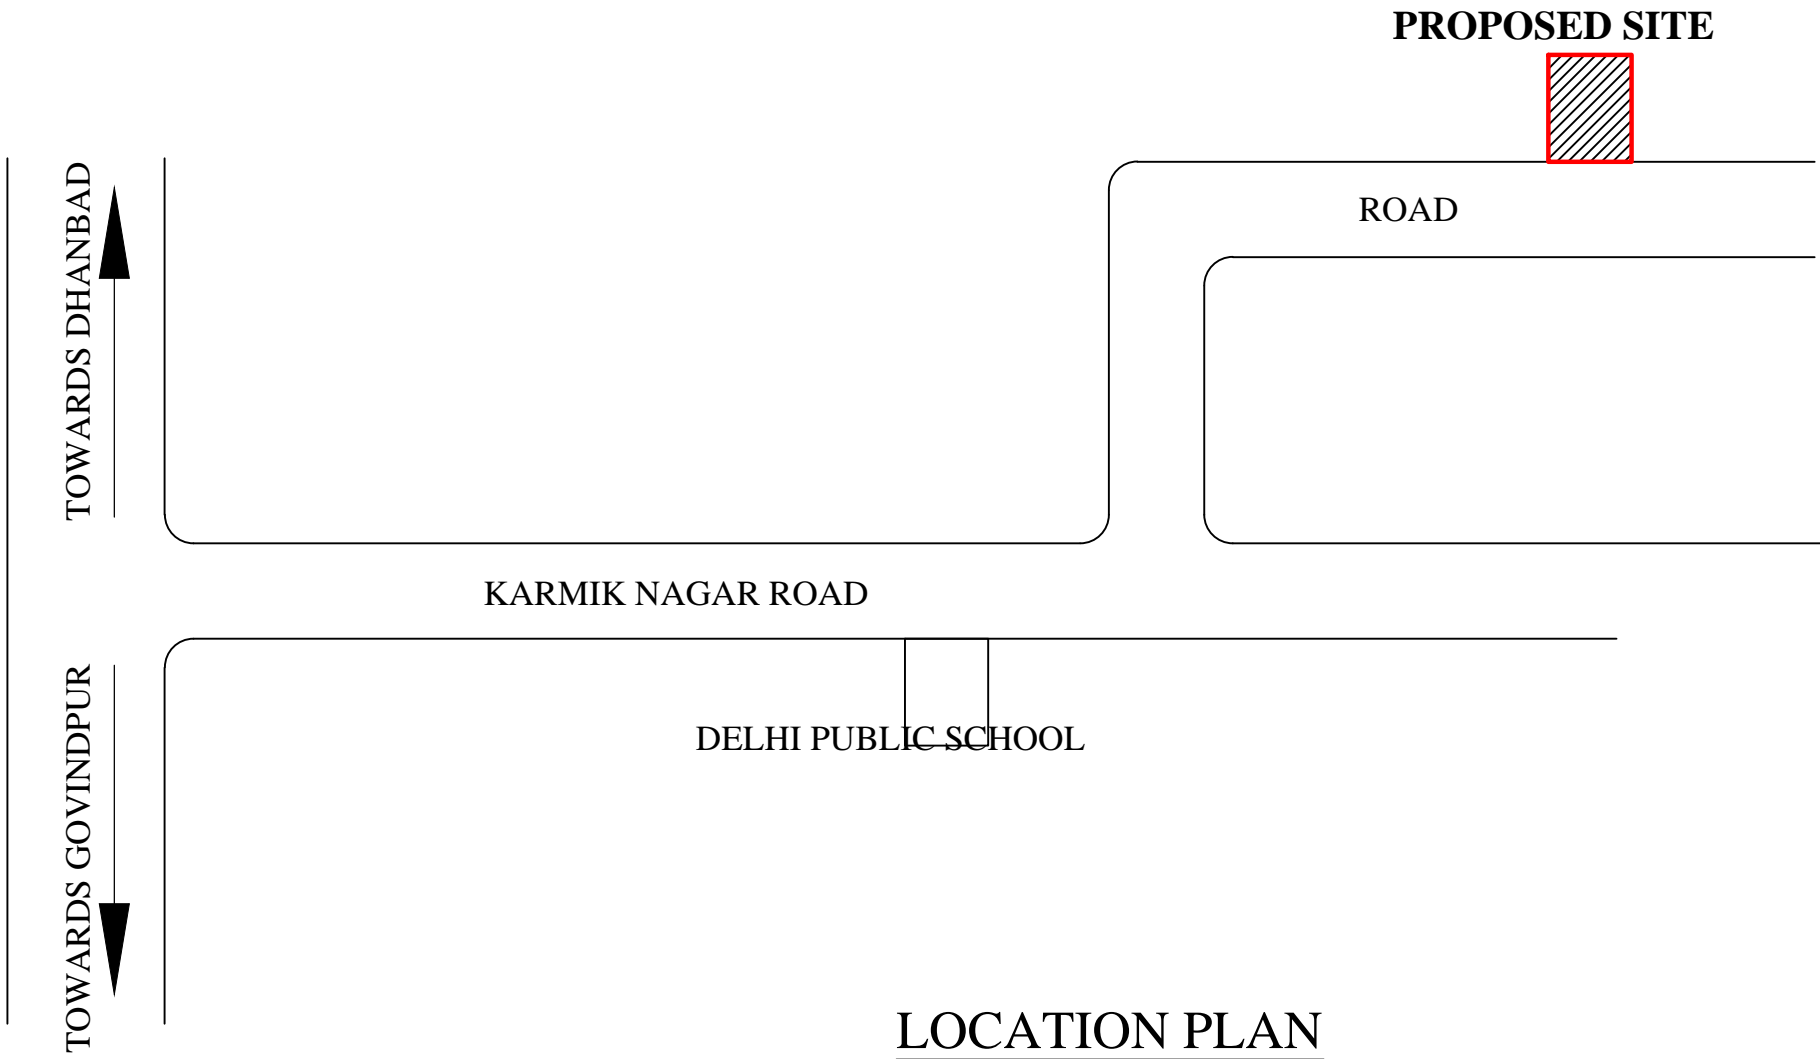 PROPOSED SITE
TOWARDS DHANBAD
ROAD
KARMIK NAGAR ROAD
TOWARDS GOVINDPUR
DELHI PUBLIC SCHOOL
LOCATION PLAN